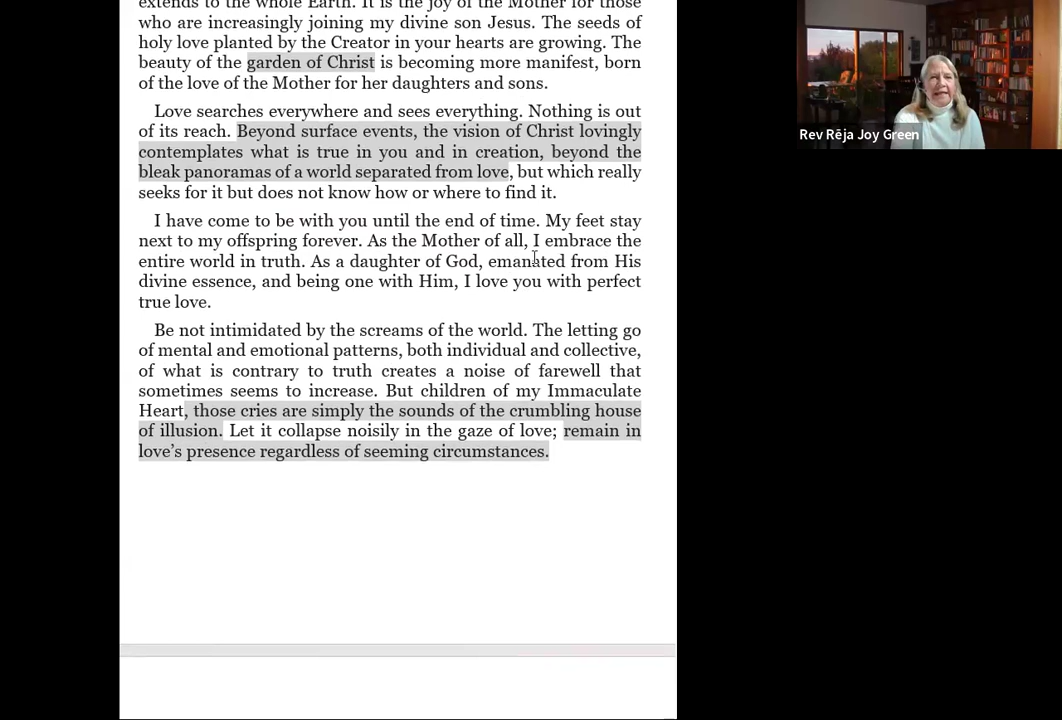 extends to the whole Earth. It is the joy of the Mother for those
who are increasingly joining my divine son Jesus. The seeds of
holy love planted by the Creator in your hearts are growing. The
beauty of the garden of Christ is becoming more manifest, born
of the love of the Mother for her daughters and sons.
Love searches everywhere and sees everything. Nothing is out
of its reach. Beyond surface events, the vision of Christ lovingly
contemplates what is true in you and in creation, beyond the
bleak panoramas of a world separated from love, but which really
seeks for it but does not know how or where to find it.
I have come to be with you until the end of time. My feet stay
next to my offspring forever. As the Mother of all, I embrace the
entire world in truth. As a daughter of God, emanated from His
divine essence, and being one with Him, I love you with perfect
true love.
Be not intimidated by the screams of the world. The letting go
of mental and emotional patterns, both individual and collective,
of what is contrary to truth creates a noise of farewell that
sometimes seems to increase. But children of my Immaculate
Heart, those cries are simply the sounds of the crumbling house
of illusion. Let it collapse noisily in the gaze of love; remain in
love's presence regardless of seeming circumstances.
Rev Rēja Joy Green